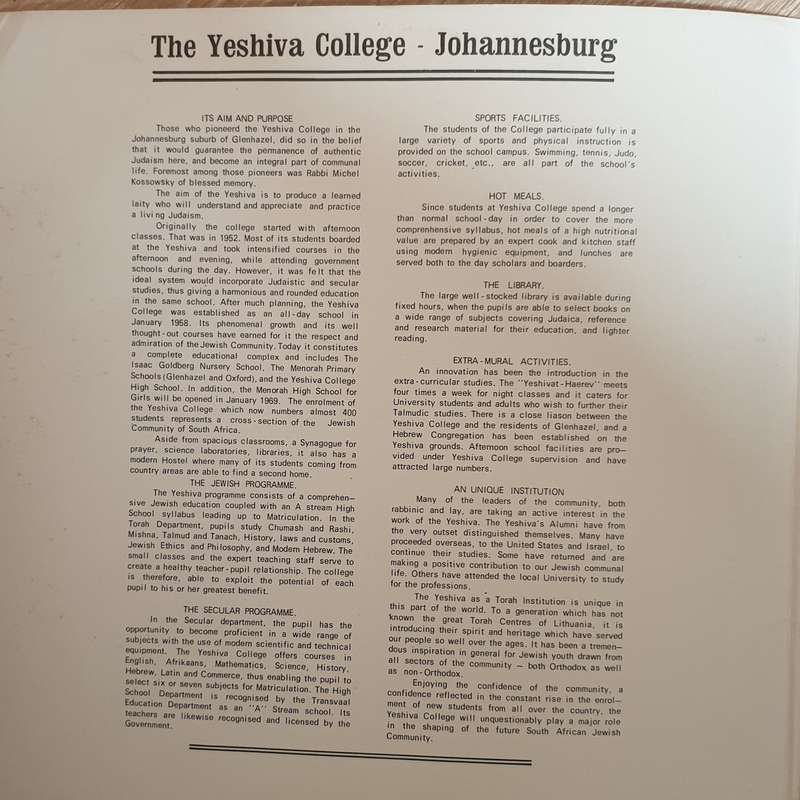 The Yeshiva College - Johannesburg
ITS AIM AND PURPOSE
Those who pioneered the Yeshiva College in the
Johannesburg suburb of Glenhazel, did so in the belief
that it would guarantee the permanence of authentic
Judaism here, and become an integral part of communal
life. Foremost among those pioneers was Rabbi Michel
Kossowsky of blessed memory.
The aim of the Yeshiva is to produce a learned
laity who will understand and appreciate and practice
a living Judaism.
Originally the college started with afternoon
classes. That was in 1952. Most of its students boarded
at the Yeshiva and took intensified courses in the
afternoon and evening, while attending government
schools during the day. However, it was felt that the
ideal system would incorporate Judaistic and secular
studies, thus giving a harmonious and rounded education
in the same school. After much planning, the Yeshiva
College was established as an all-day school in
January 1958. Its phenomenal growth and its well
thought-out courses have earned for it the respect and
admiration of the Jewish Community. Today it constitutes
a complete educational complex and includes The
Isaac Goldberg Nursery School, The Menorah Primary
Schools (Glenhazel and Oxford), and the Yeshiva College
High School. In addition, the Menorah High School for
Girls will be opened in January 1969. The enrolment of
the Yeshiva College which now numbers almost 400
students represents a cross-section of the Jewish
Community of South Africa.
Aside from spacious classrooms, a Synagogue for
prayer, science laboratories, libraries, it also has a
modern Hostel where many of its students coming from
country areas are able to find a second home.
THE JEWISH PROGRAMME.
The Yeshiva programme consists of a comprehen-
sive Jewish education coupled with an A stream High
School syllabus leading up to Matriculation. In the
Torah Department, pupils study Chumash and Rashi,
Mishna, Talmud and Tanach, History, laws and customs,
Jewish Ethics and Philosophy, and Modern Hebrew. The
small classes and the expert teaching staff serve to
create a healthy teacher-pupil relationship. The college
is therefore, able to exploit the potential of each
pupil to his or her greatest benefit.
THE SECULAR PROGRAMME.
In the Secular department, the pupil has the
opportunity to become proficient in a wide range of
subjects with the use of modern scientific and technical
equipment. The Yeshiva College offers courses in
English, Afrikaans, Mathematics, Science, History,
Hebrew, Latin and Commerce, thus enabling the pupil to
select six or seven subjects for Matriculation. The High
School Department is recognised by the Transvaal
Education Department as an "A" Stream school. Its
teachers are likewise recognised and licensed by the
Government.
SPORTS FACILITIES.
The students of the College participate fully in a
large variety of sports and physical instruction is
provided on the school campus. Swimming, tennis, Judo,
soccer, cricket, etc., are all part of the school's
activities.
HOT MEALS.
Since students at Yeshiva College spend a longer
than normal school-day in order to cover the more
comprenhensive syllabus, hot meals of a high nutritional
value are prepared by an expert cook and kitchen staff
using modern hygienic equipment, and lunches are
served both to the day scholars and boarders.
THE LIBRARY.
The large well-stocked library is available during
fixed hours, when the pupils are able to select books on
a wide range of subjects covering Judaica, reference
and research material for their education, and lighter
reading.
EXTRA-MURAL ACTIVITIES.
An innovation has been the introduction in the
extra-curricular studies. The "Yeshivat-Haerev" meets
four times a week for night classes and it caters for
University students and adults who wish to further their
Talmudic studies. There is a close liason between the
Yeshiva College and the residents of Glenhazel, and a
Hebrew Congregation has been established on the
Yeshiva grounds. Afternoon school facilities are pro-
vided under Yeshiva College supervision and have
attracted large numbers.
AN UNIQUE INSTITUTION
Many of the leaders of the community, both
rabbinic and lay, are taking an active interest in the
work of the Yeshiva. The Yeshiva's Alumni have from
the very outset distinguished themselves. Many have
proceeded overseas, to the United States and Israel, to
continue their studies. Some have returned and are
making a positive contribution to our Jewish communal
life. Others have attended the local University to study
for the professions.
The Yeshiva as a Torah Institution is unique in
this part of the world. To a generation which has not
known the great Torah Centres of Lithuania, it is
introducing their spirit and heritage which have served
our people so well over the ages. It has been a tremen-
dous inspiration in general for Jewish youth drawn from
all sectors of the community - both Orthodox as well
as non-Orthodox.
Enjoying the confidence of the community, a
confidence reflected in the constant rise in the enrol-
ment of new students from all over the country, the
Yeshiva College will unquestionably play a major role
in the shaping of the future South African Jewish
Community.